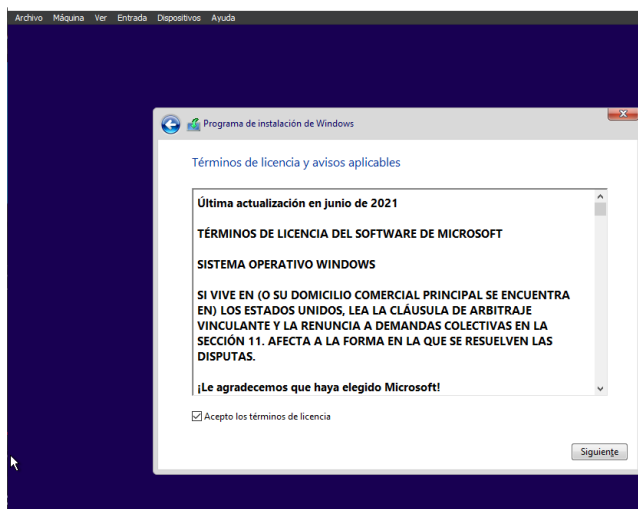 Archivo Máquina Ver Entrada Dispositivos Ayuda
Programa de instalación de Windows
Términos de licencia y avisos aplicables
Última actualización en junio de 2021
TÉRMINOS DE LICENCIA DEL SOFTWARE DE MICROSOFT
SISTEMA OPERATIVO WINDOWS
SI VIVE EN (O SU DOMICILIO COMERCIAL PRINCIPAL SE ENCUENTRA
EN) LOS ESTADOS UNIDOS, LEA LA CLÁUSULA DE ARBITRAJE
VINCULANTE Y LA RENUNCIA A DEMANDAS COLECTIVAS EN LA
SECCIÓN 11. AFECTA A LA FORMA EN LA QUE SE RESUELVEN LAS
DISPUTAS.
¡Le agradecemos que haya elegido Microsoft!
Acepto los términos de licencia
Siguiente